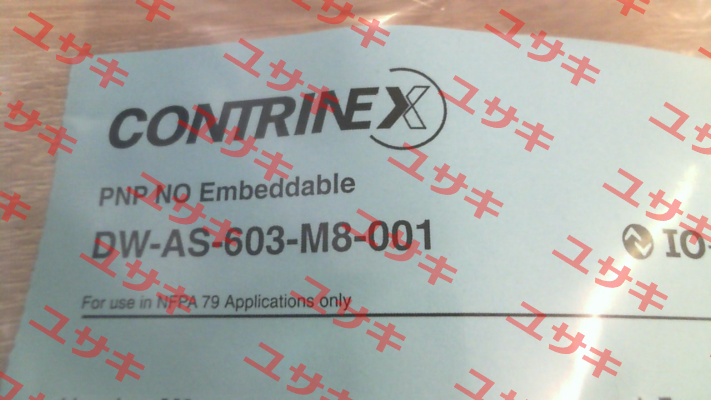 CONTRINEX
PNP NO Embeddable
DW-AS-603-M8-001
IO-
For use in NFPA 79 Applications only
ユサキ